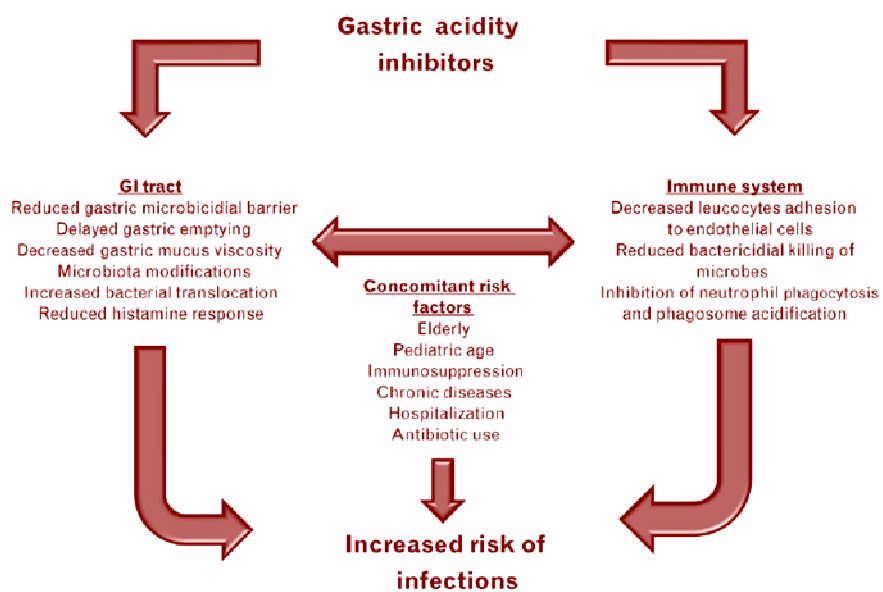 Gastric acidity
inhibitors
GI tract
Reduced gastric microbicidial barrier
Delayed gastric emptying
Decreased gastric mucus viscosity
Microbiota modifications
Increased bacterial translocation
Reduced histamine response
Immune system
Decreased leucocytes adhesion
to endothelial cells
Reduced bactericidial killing of
microbes
Inhibition of neutrophil phagocytosis
and phagosome acidification
Concomitant risk
factors
Elderly
Pediatric age
Immunosuppression
Chronic diseases
Hospitalization
Antibiotic use
Increased risk of
infections